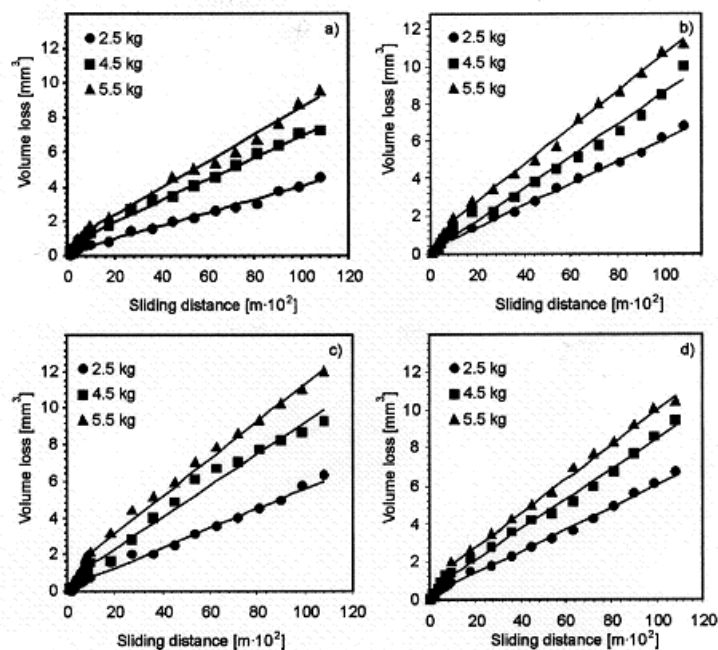 a)
14
12
10
8
6
4
2
0
Volume loss [mm³]
● 2.5 kg
■ 4.5 kg
▲ 5.5 kg
0 20 40 60 80 100 120
Sliding distance [m·10²]
b)
12
10
8
6
4
2
0
Volume loss [mm³]
● 2.5 kg
■ 4.5 kg
▲ 5.5 kg
0 20 40 60 80 100
Sliding distance [m·10²]
c)
12
10
8
6
4
2
0
Volume loss [mm³]
● 2.5 kg
■ 4.5 kg
▲ 5.5 kg
0 20 40 60 80 100 120
Sliding distance [m·10²]
d)
12
10
8
6
4
2
0
Volume loss [mm³]
● 2.5 kg
■ 4.5 kg
▲ 5.5 kg
0 20 40 60 80 100 120
Sliding distance [m·10²]